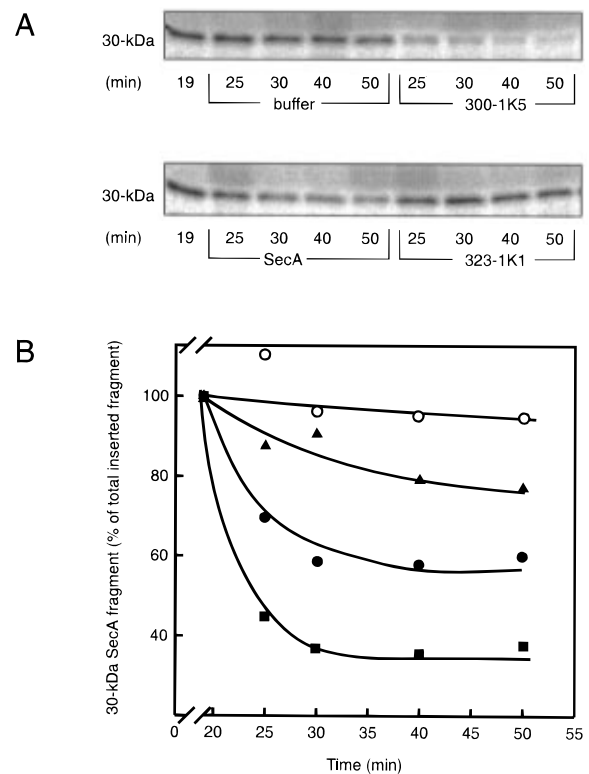 A
30-kDa
(min) 19 25 30 40 50 25 30 40 50
buffer 300-1K5
30-kDa
(min) 19 25 30 40 50 25 30 40 50
SecA 323-1K1
B
30-kDa SecA fragment (% of total inserted fragment)
100
80
60
40
0 20 25 30 35 40 45 50 55
Time (min)